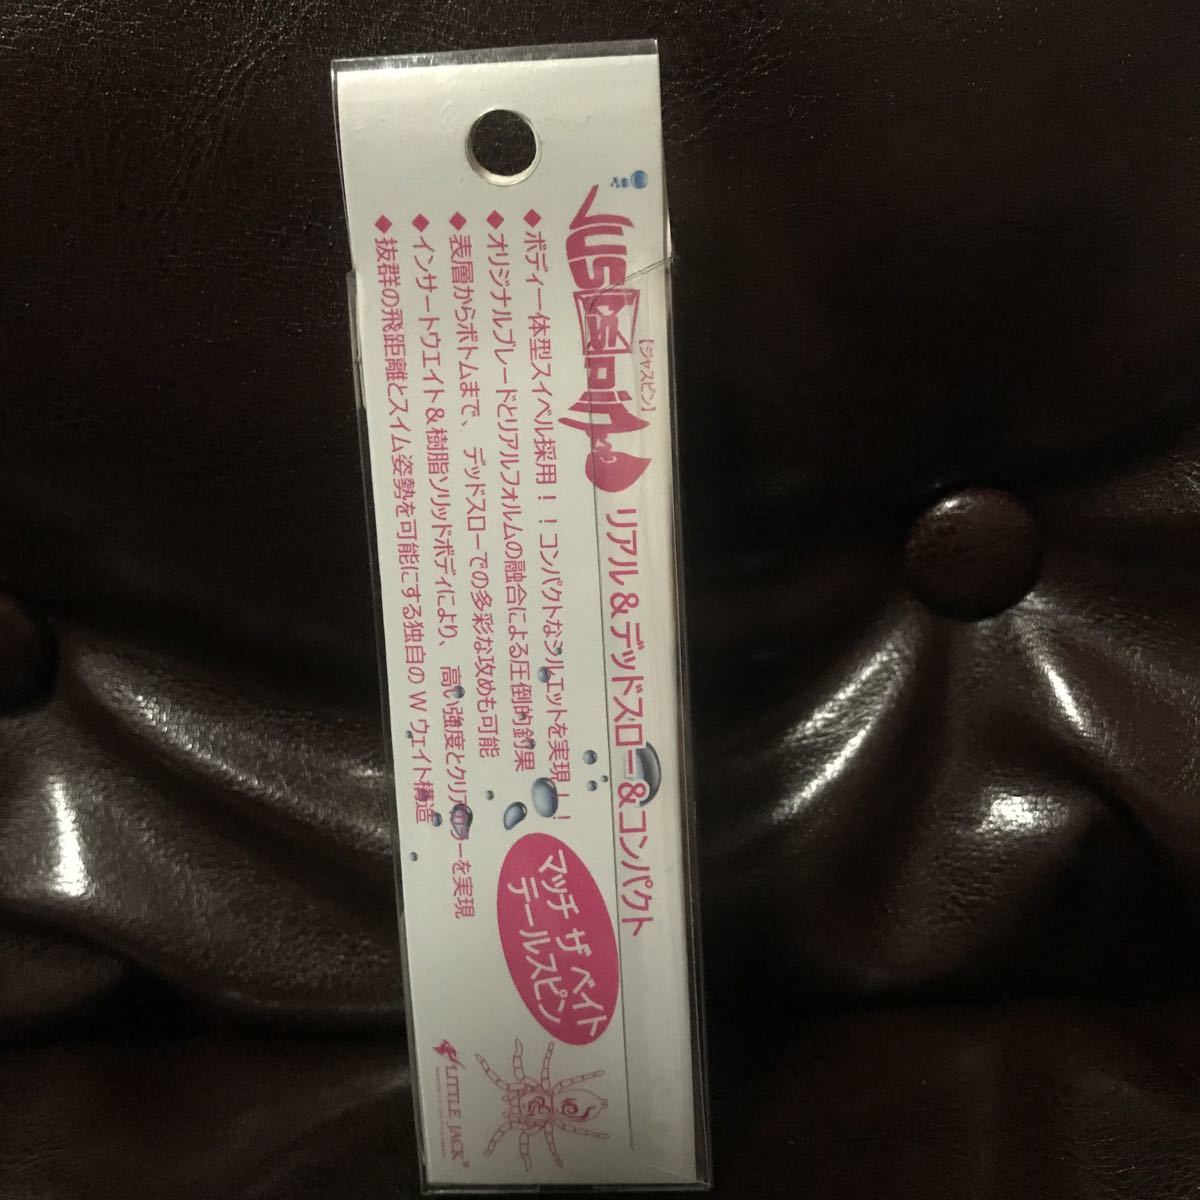 JUSt spin
【ジャスピン】
リアル&デッドスロー&コンパクト
◆ボディ一体型スイベル採用！！コンパクトなシルエットを実現！！
◆オリジナルブレードとリアルフォルムの融合による圧倒的釣果
◆表層からボトムまで、デッドスローでの多彩な攻めも可能
◆インサートウエイト&樹脂ソリッドボディにより、高い強度とクリアカラーを実現
◆抜群の飛距離とスイム姿勢を可能にする独自のWウェイト構造
マッチ ザ ベイト
テールスピン
LITTLE JACK®